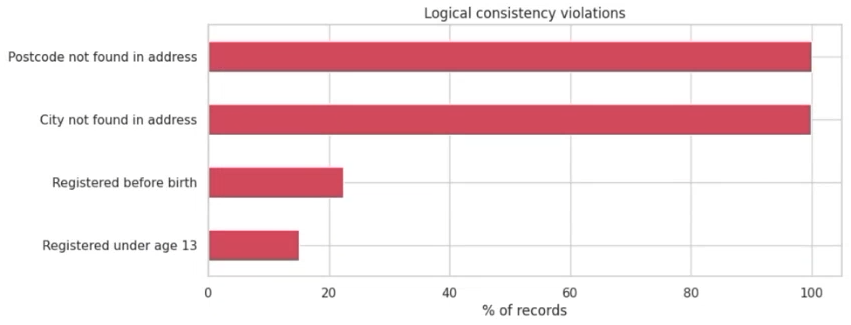 Logical consistency violations
Postcode not found in address
City not found in address
Registered before birth
Registered under age 13
0 20 40 60 80 100
% of records